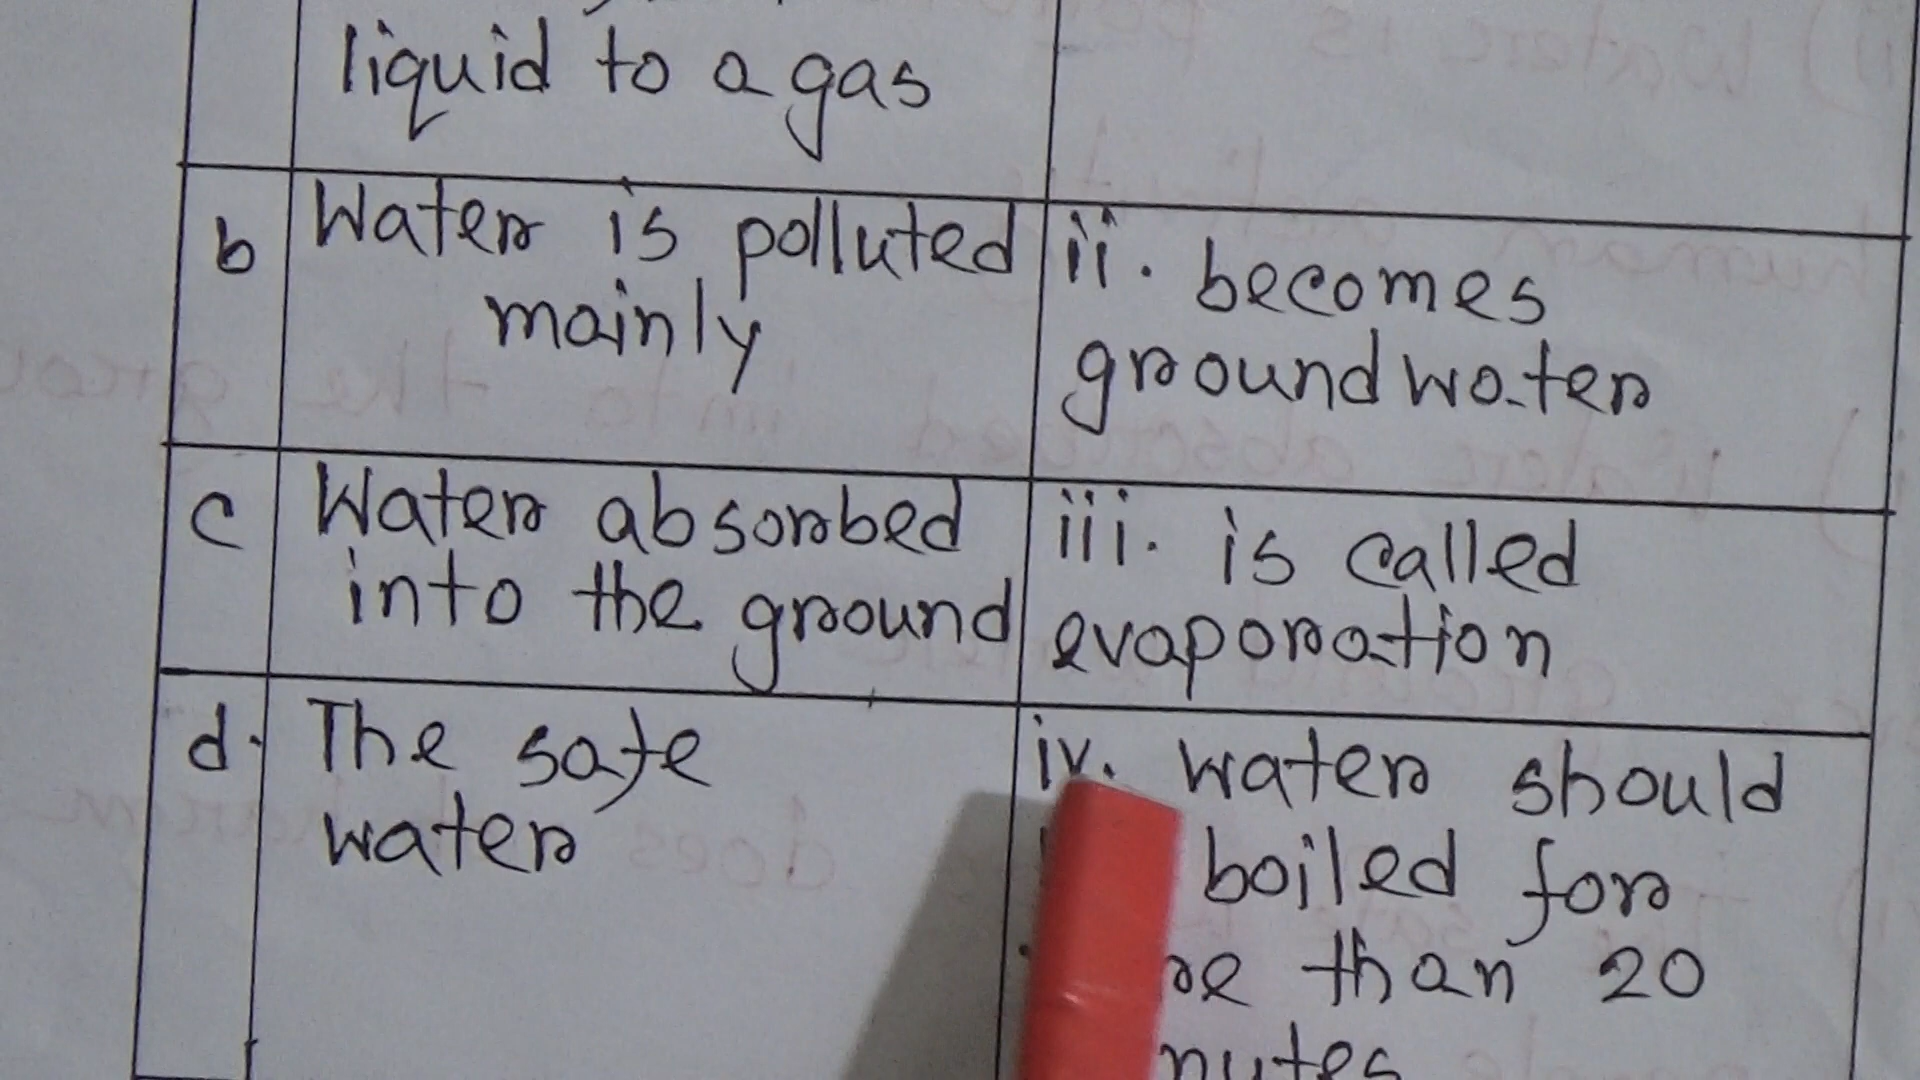 liquid to a gas
b
Water is polluted
mainly
ii. becomes
groundwater
c
Water absorbed
into the ground
iii. is called
evaporation
d.
The safe
water
iv. water should
boiled for
than 20